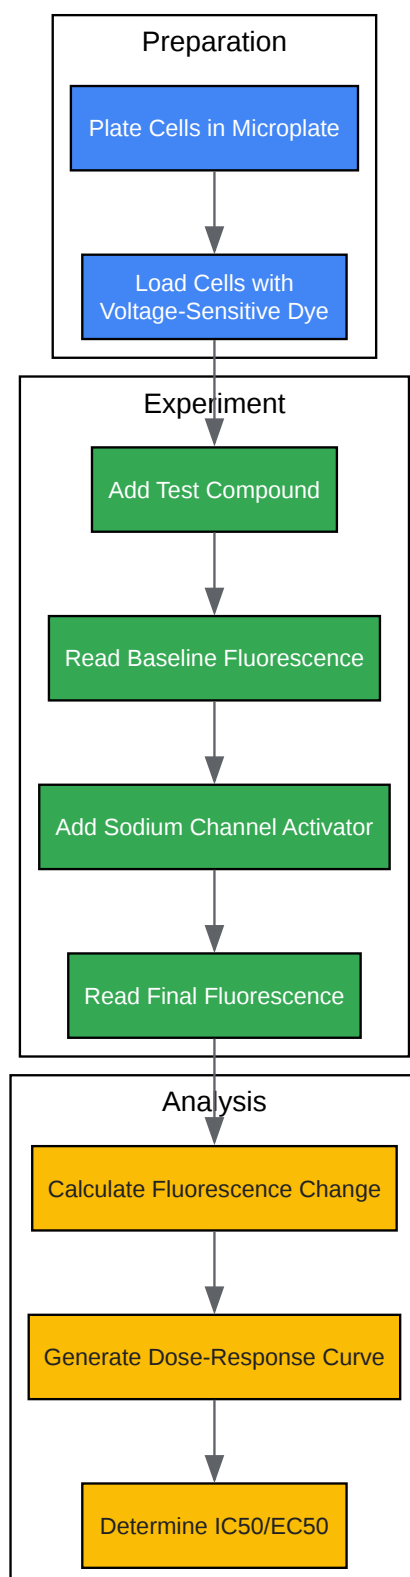 Preparation
Plate Cells in Microplate
Load Cells with
Voltage-Sensitive Dye
Experiment
Add Test Compound
Read Baseline Fluorescence
Add Sodium Channel Activator
Read Final Fluorescence
Analysis
Calculate Fluorescence Change
Generate Dose-Response Curve
Determine IC50/EC50